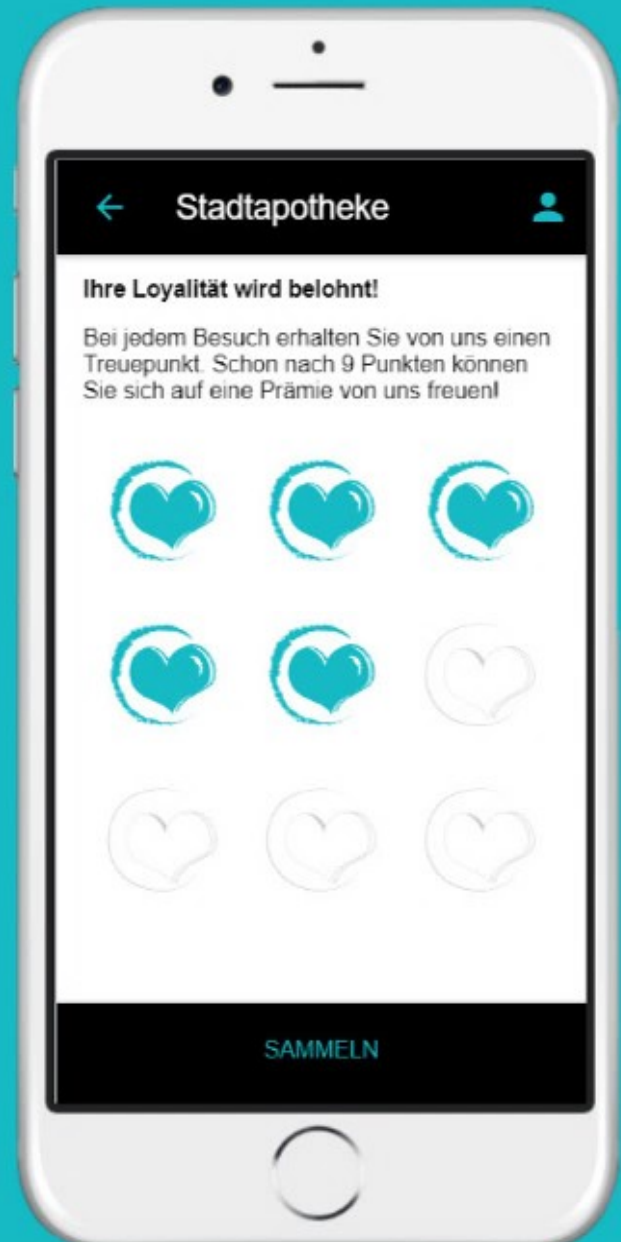 Stadtapotheke
Ihre Loyalität wird belohnt!
Bei jedem Besuch erhalten Sie von uns einen
Treuepunkt. Schon nach 9 Punkten können
Sie sich auf eine Prämie von uns freuen!
SAMMELN